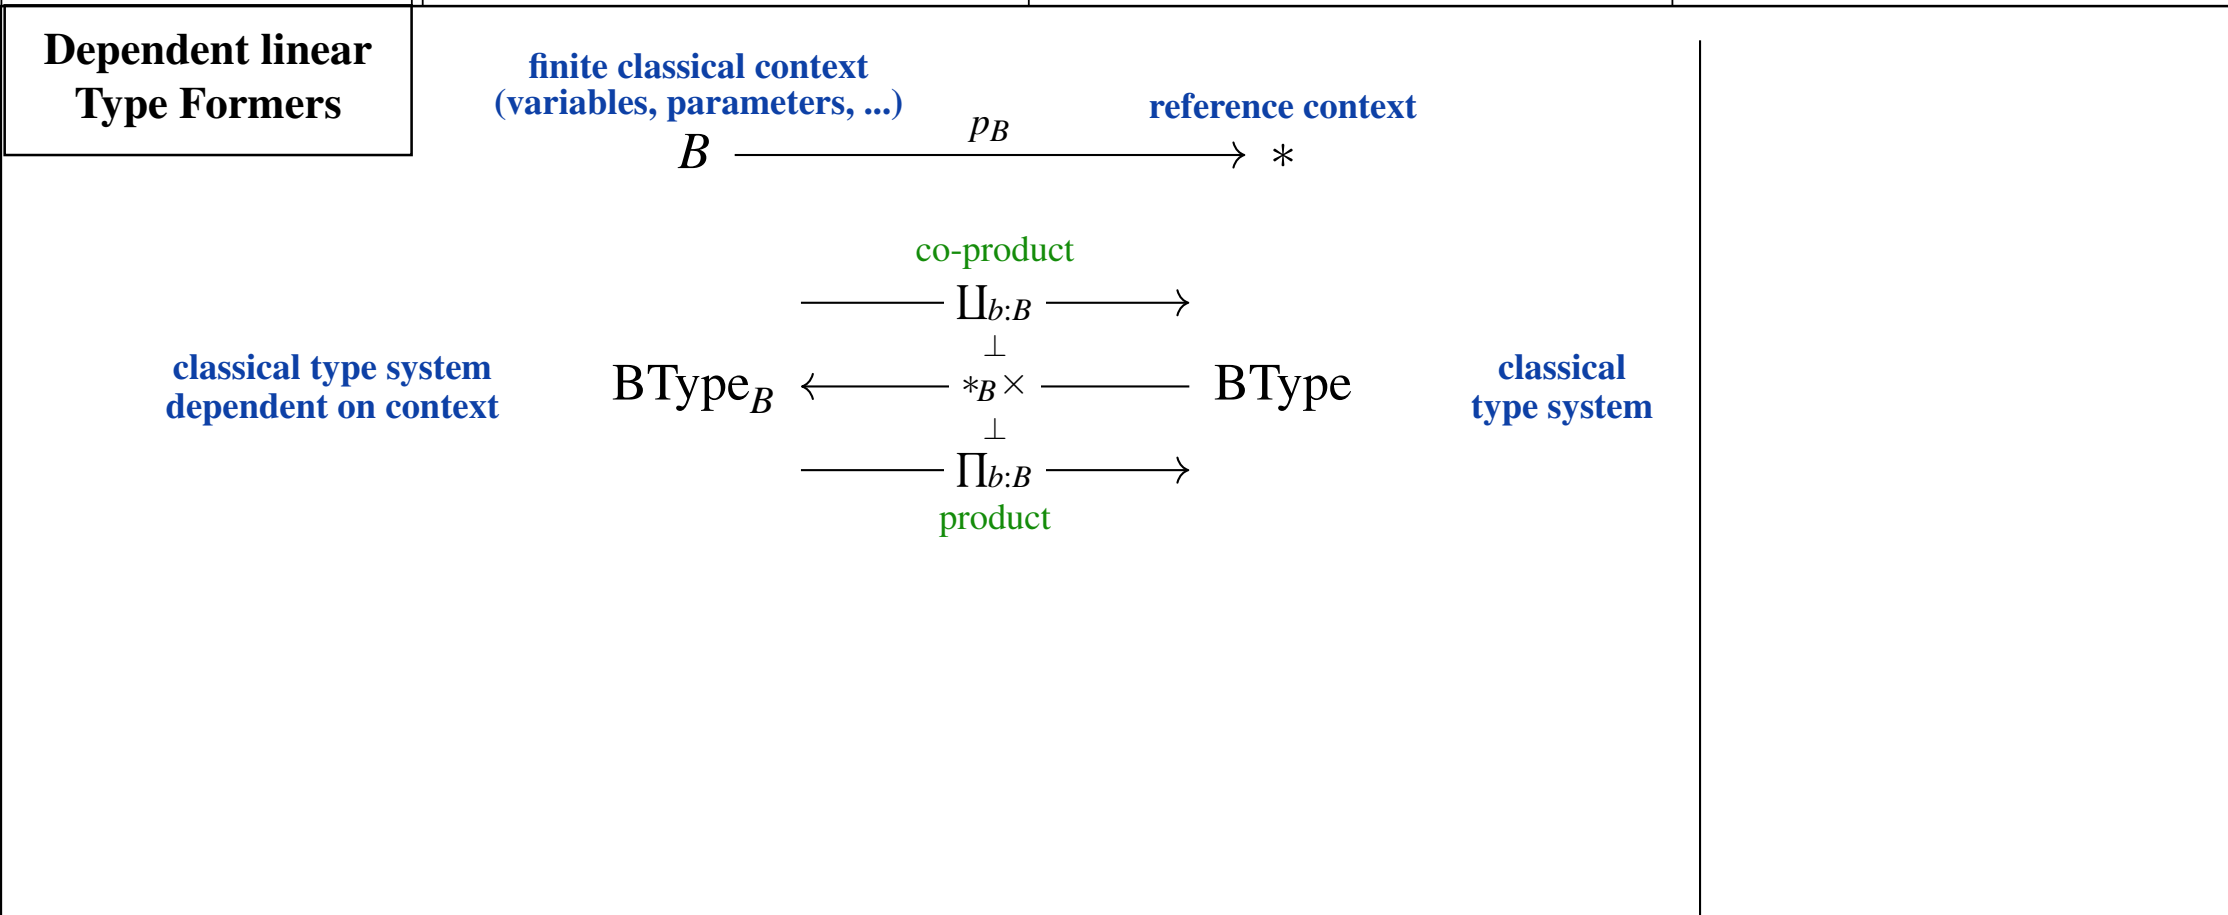 Dependent linear
Type Formers
finite classical context
(variables, parameters, ...)
reference context
p_B
B ⟶ ∗
co-product
∐_{b:B}
⊥
classical type system
dependent on context
BType_B ⟵ ∗_B × BType
classical
type system
⊥
∏_{b:B}
product